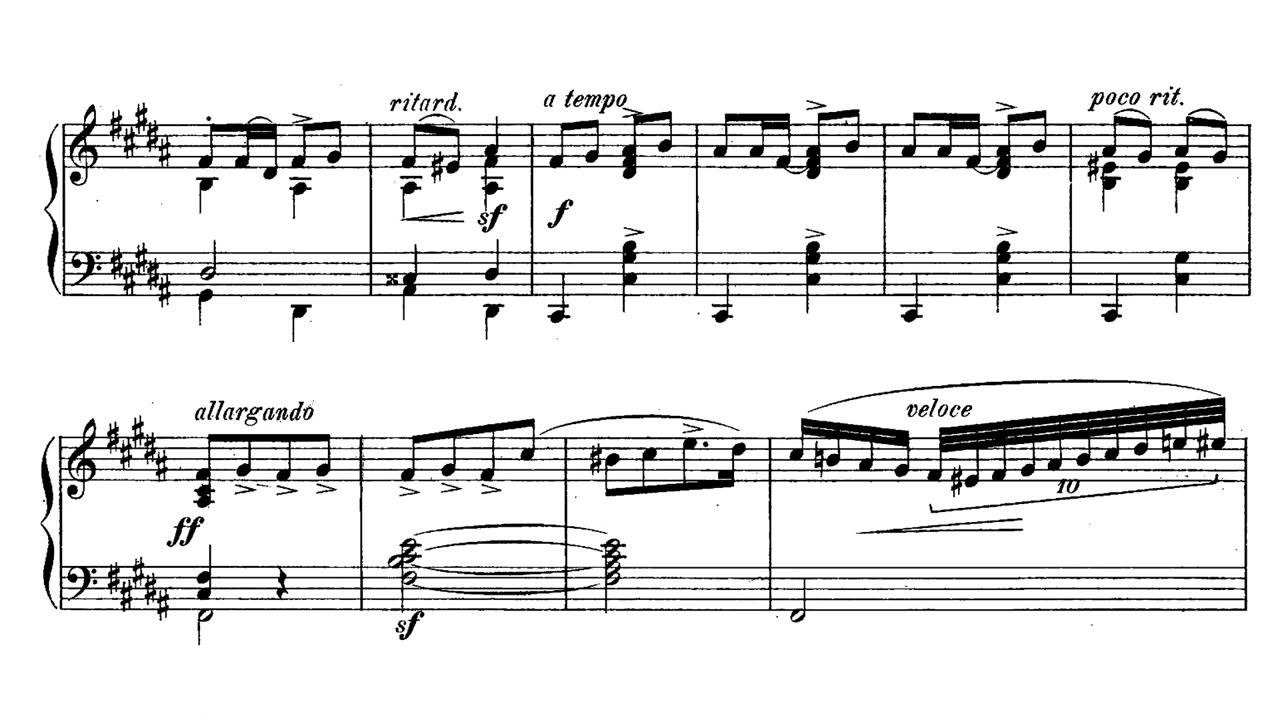 ritard. a tempo poco rit.
sf f
allargando veloce
10
ff
sf